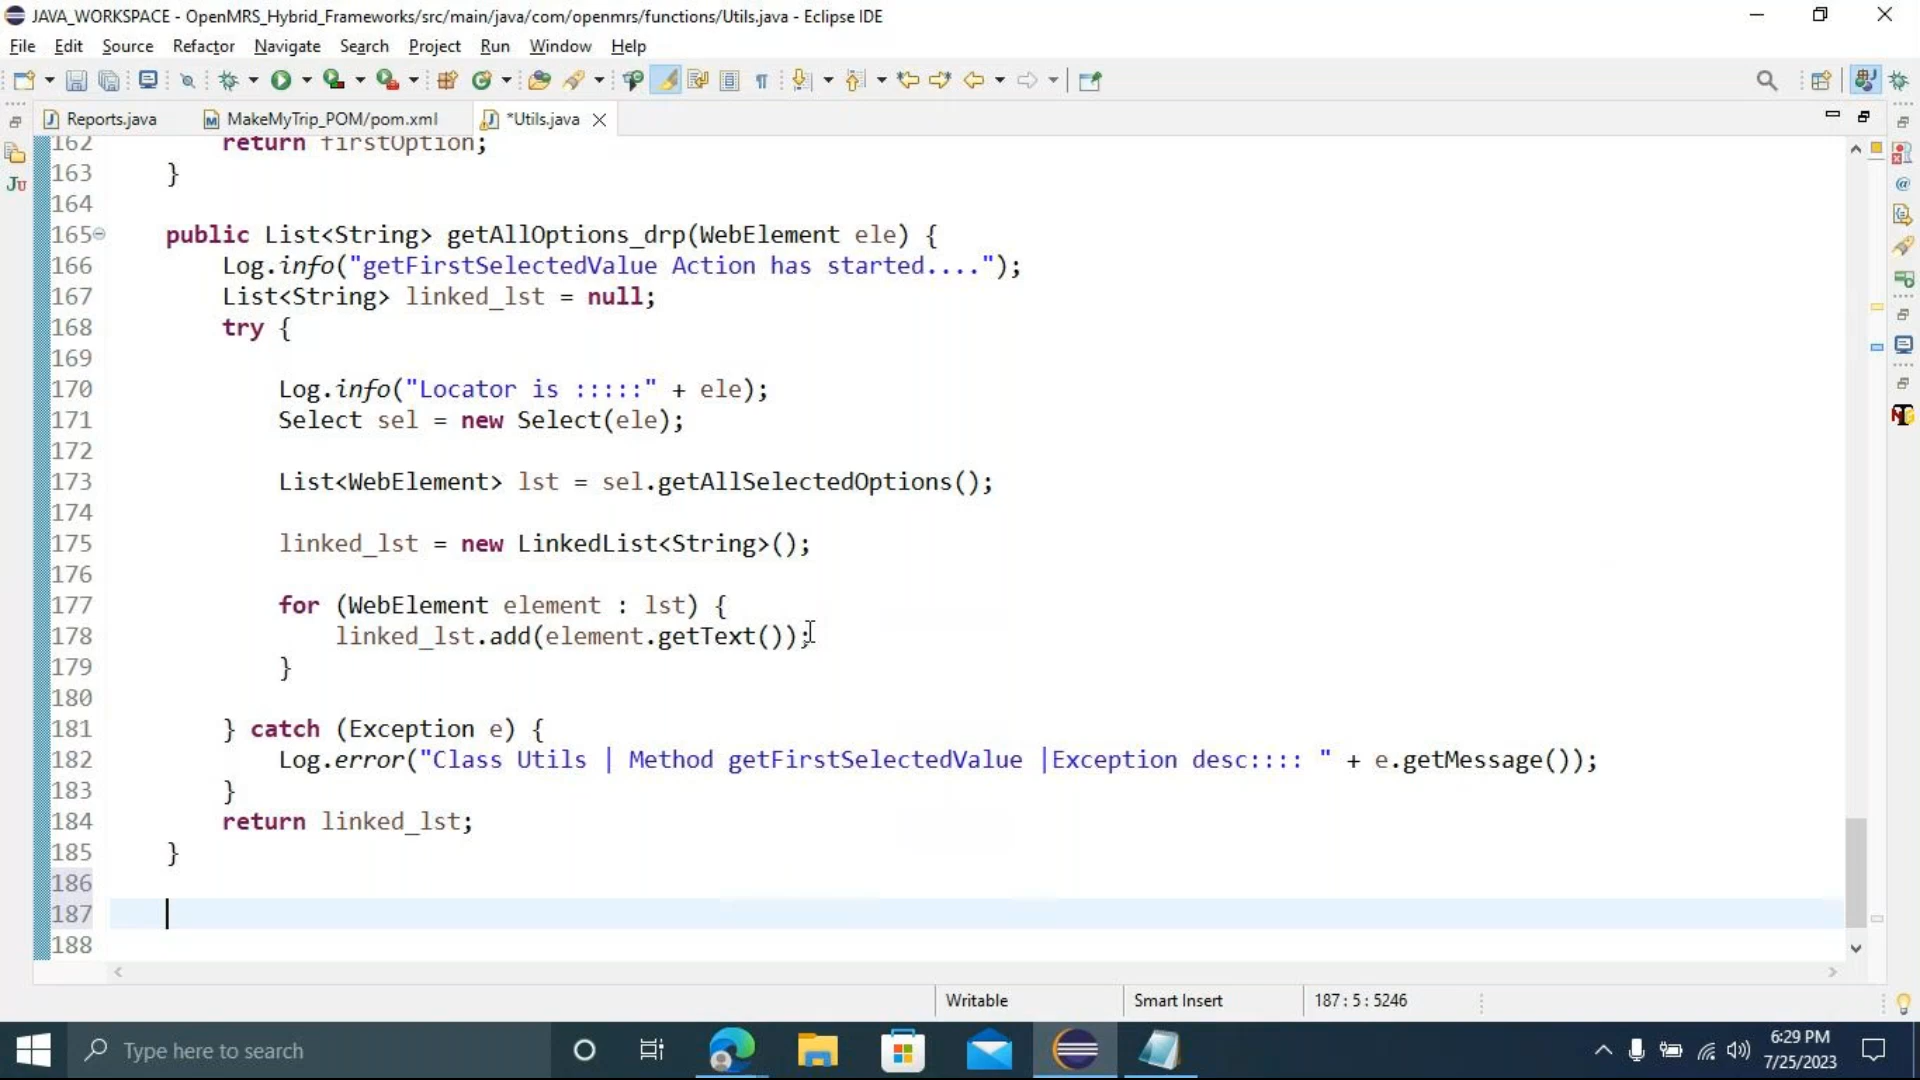 JAVA_WORKSPACE - OpenMRS_Hybrid_Frameworks/src/main/java/com/openmrs/functions/Utils.java - Eclipse IDE
File Edit Source Refactor Navigate Search Project Run Window Help
Reports.java MakeMyTrip_POM/pom.xml *Utils.java
162 return firstOption;
163 }
164
165 public List<String> getAllOptions_drp(WebElement ele) {
166 Log.info("getFirstSelectedValue Action has started....");
167 List<String> linked_lst = null;
168 try {
169
170 Log.info("Locator is :::::" + ele);
171 Select sel = new Select(ele);
172
173 List<WebElement> lst = sel.getAllSelectedOptions();
174
175 linked_lst = new LinkedList<String>();
176
177 for (WebElement element : lst) {
178 linked_lst.add(element.getText());
179 }
180
181 } catch (Exception e) {
182 Log.error("Class Utils | Method getFirstSelectedValue |Exception desc:::: " + e.getMessage());
183 }
184 return linked_lst;
185 }
186
187
188
Writable Smart Insert 187 : 5 : 5246
Type here to search
6:29 PM
7/25/2023